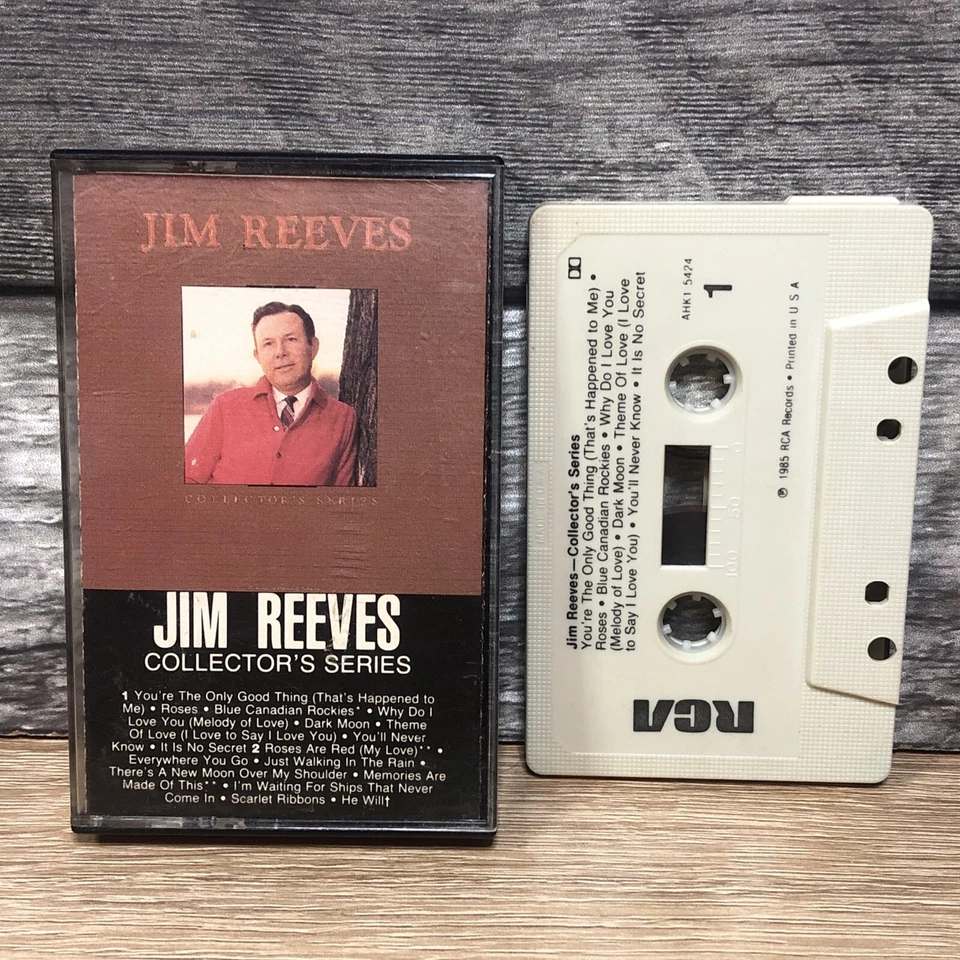 JIM REEVES
COLLECTOR'S SERIES
JIM REEVES
COLLECTOR'S SERIES
1 You're The Only Good Thing (That's Happened to
Me) • Roses • Blue Canadian Rockies* • Why Do I
Love You (Melody of Love) • Dark Moon • Theme
Of Love (I Love to Say I Love You) • You'll Never
Know • It Is No Secret 2 Roses Are Red (My Love)** •
Everywhere You Go • Just Walking In The Rain •
There's A New Moon Over My Shoulder • Memories Are
Made Of This** • I'm Waiting For Ships That Never
Come In • Scarlet Ribbons • He Will†
Jim Reeves—Collector's Series
You're The Only Good Thing (That's Happened to Me) •
Roses • Blue Canadian Rockies • Why Do I Love You
(Melody of Love) • Dark Moon • Theme Of Love (I Love
to Say I Love You) • You'll Never Know • It Is No Secret
AHK1 5424
1
100 50 0
℗ 1985 RCA Records • Printed in U S A
RCA